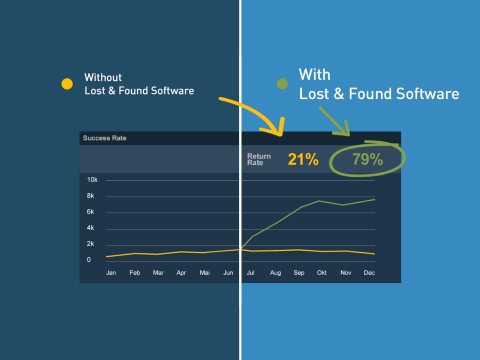 Without
Lost & Found Software
With
Lost & Found Software
Success Rate
Return
Rate
21%
79%
10k
8k
6k
4k
2k
0
Jan Feb Mar Apr Mai Jun Jul Aug Sep Okt Nov Dec